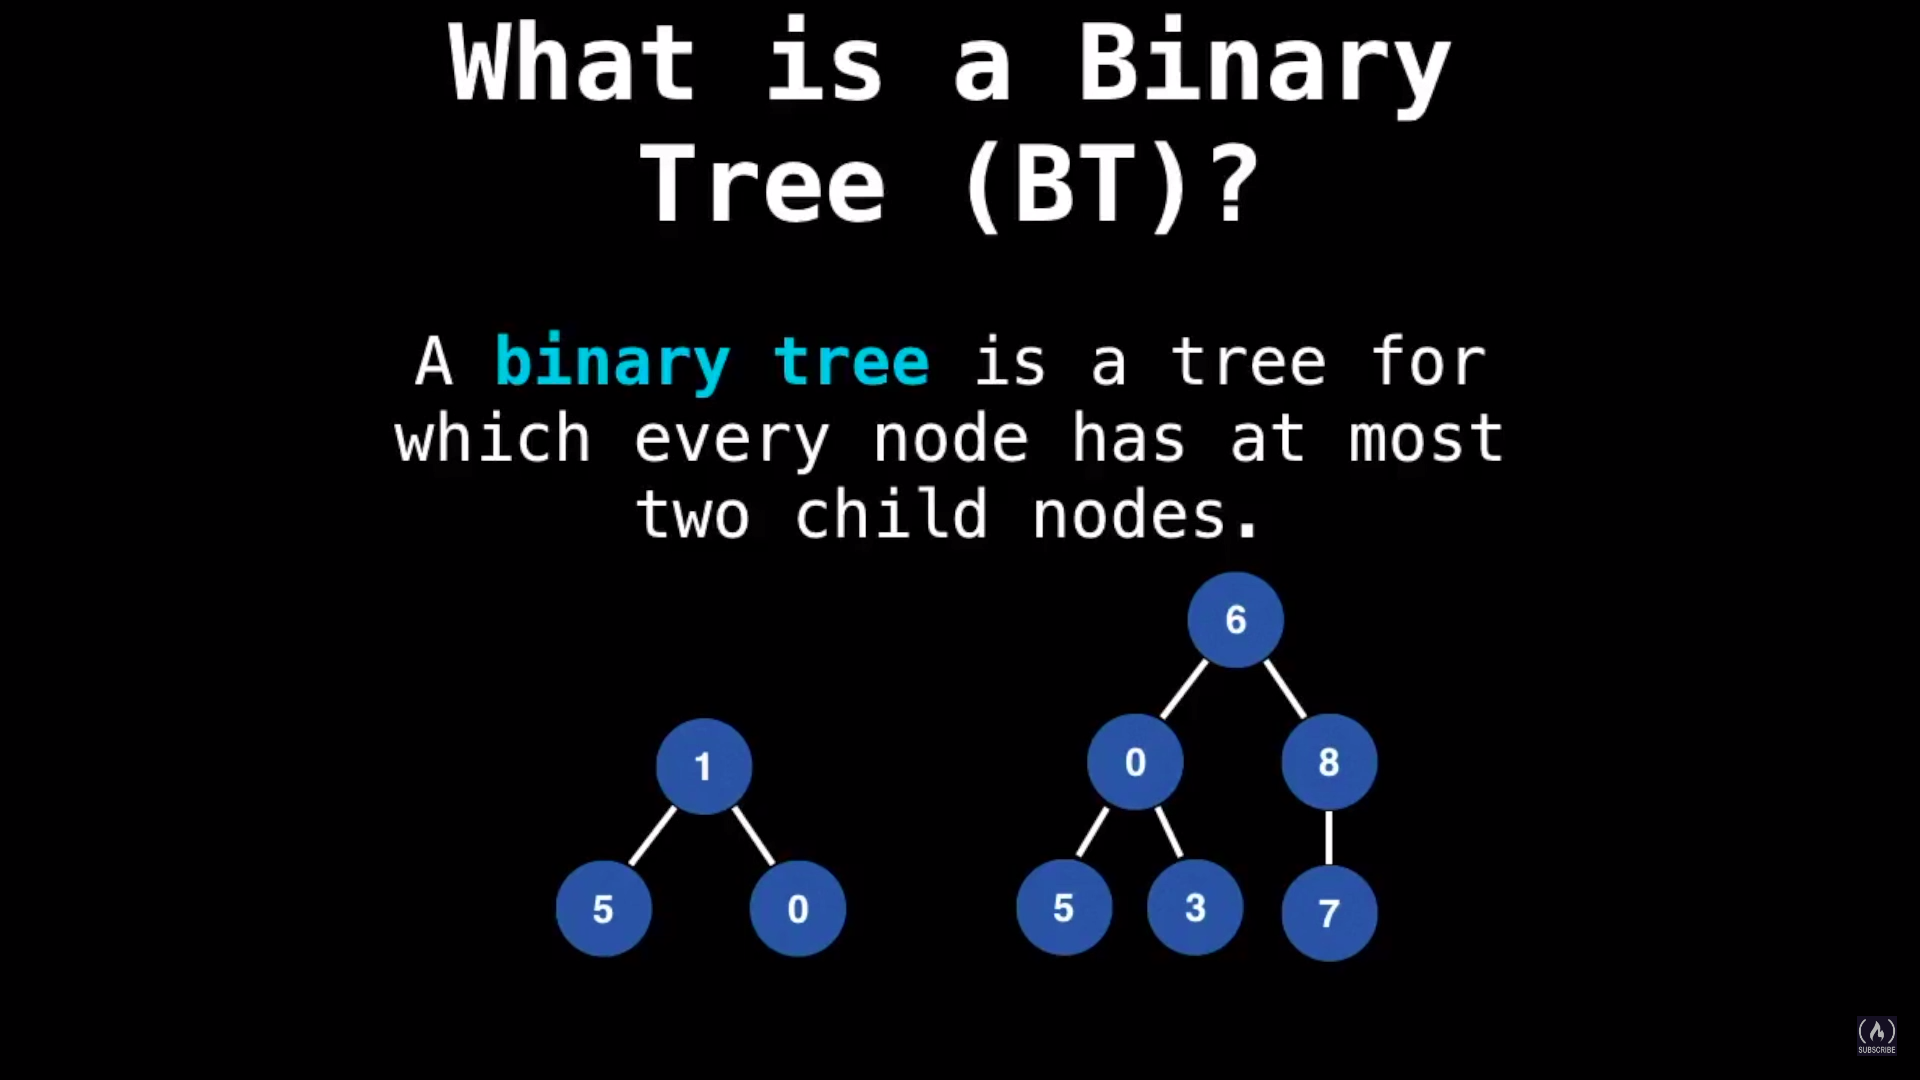 What is a Binary
Tree (BT)?
A binary tree is a tree for
which every node has at most
two child nodes.
6
1
0
8
5
0
5
3
7
SUBSCRIBE